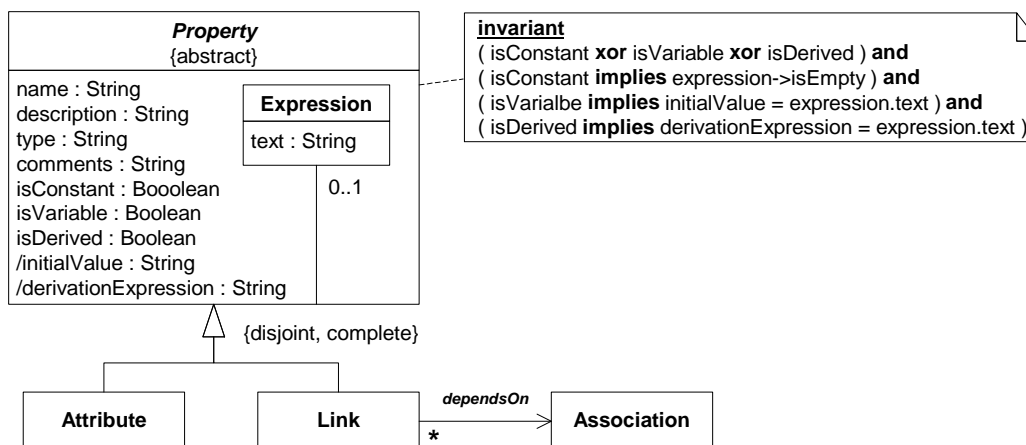 Property
{abstract}
name : String
description : String
type : String
comments : String
isConstant : Booolean
isVariable : Boolean
isDerived : Boolean
/initialValue : String
/derivationExpression : String
Expression
text : String
0..1
invariant
( isConstant xor isVariable xor isDerived ) and
( isConstant implies expression->isEmpty ) and
( isVarialbe implies initialValue = expression.text ) and
( isDerived implies derivationExpression = expression.text )
{disjoint, complete}
Attribute
Link
dependsOn
*
Association